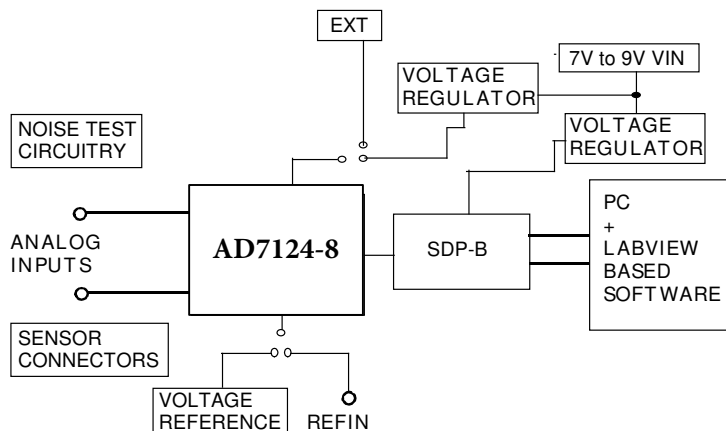 EXT
7V to 9V VIN
VOLTAGE
REGULATOR
VOLTAGE
REGULATOR
NOISE TEST
CIRCUITRY
ANALOG
INPUTS
AD7124-8
SDP-B
PC
+
LABVIEW
BASED
SOFTWARE
SENSOR
CONNECTORS
VOLTAGE
REFERENCE
REFIN